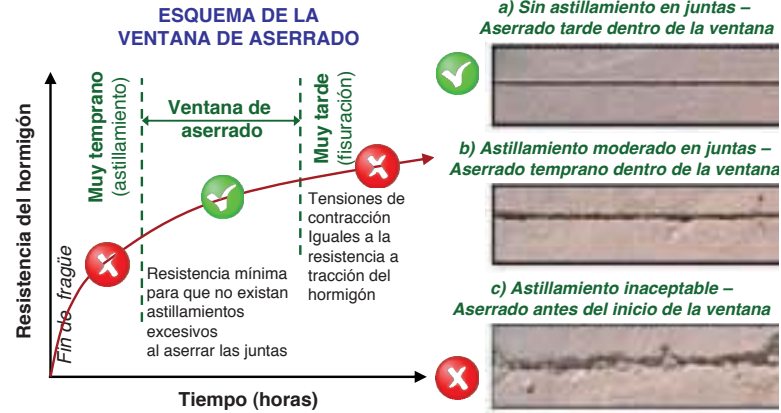 ESQUEMA DE LA
VENTANA DE ASERRADO
Resistencia del hormigón
Fin de fragüe
Muy temprano
(astillamiento)
Ventana de
aserrado
Muy tarde
(fisuración)
Resistencia mínima
para que no existan
astillamientos
excesivos
al aserrar las juntas
Tensiones de
contracción
Iguales a la
resistencia a
tracción del
hormigón
Tiempo (horas)
a) Sin astillamiento en juntas –
Aserrado tarde dentro de la ventana
b) Astillamiento moderado en juntas –
Aserrado temprano dentro de la ventana
c) Astillamiento inaceptable –
Aserrado antes del inicio de la ventana